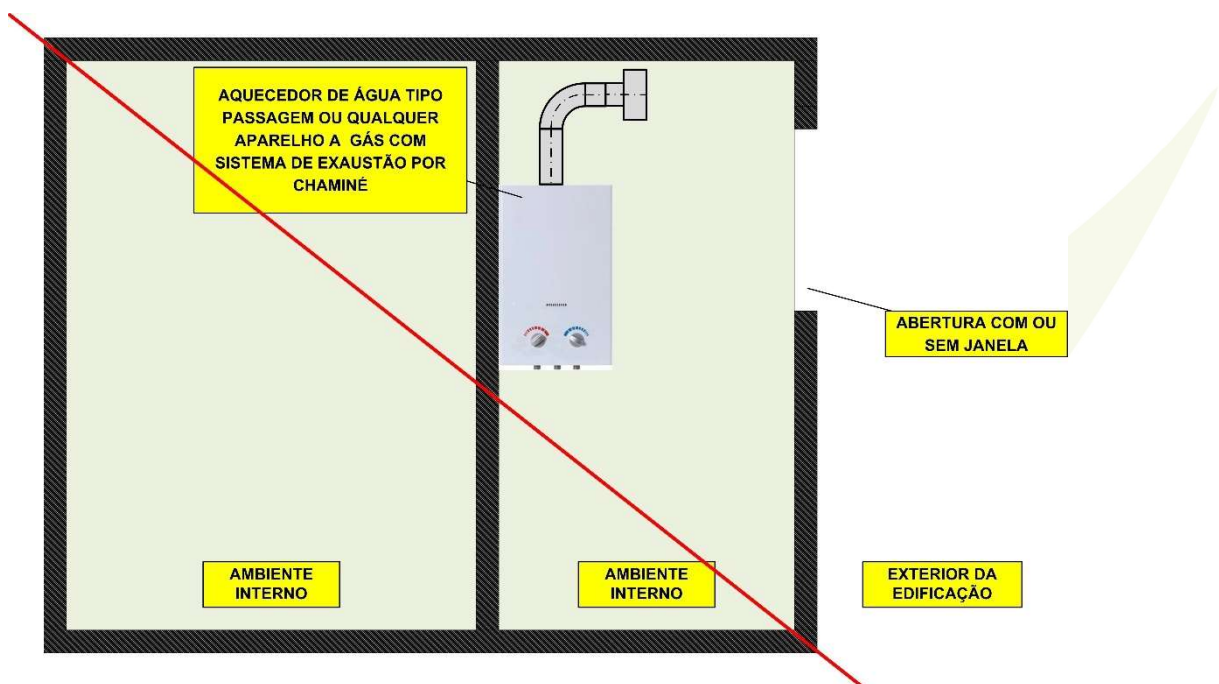 AQUECEDOR DE ÁGUA TIPO
PASSAGEM OU QUALQUER
APARELHO A GÁS COM
SISTEMA DE EXAUSTÃO POR
CHAMINÉ
ABERTURA COM OU
SEM JANELA
AMBIENTE
INTERNO
AMBIENTE
INTERNO
EXTERIOR DA
EDIFICAÇÃO